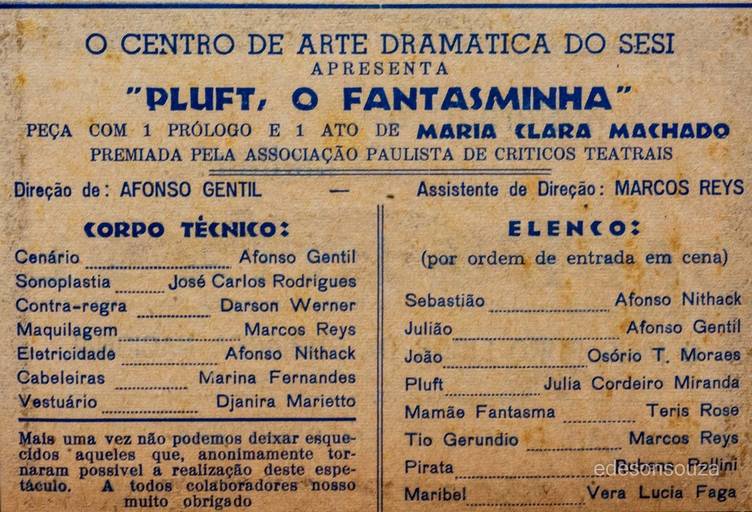 O CENTRO DE ARTE DRAMATICA DO SESI
APRESENTA
"PLUFT, O FANTASMINHA"
PEÇA COM 1 PRÓLOGO E 1 ATO DE MARIA CLARA MACHADO
PREMIADA PELA ASSOCIAÇÃO PAULISTA DE CRITICOS TEATRAIS
Direção de: AFONSO GENTIL — Assistente de Direção: MARCOS REYS
CORPO TÉCNICO:
Cenário Afonso Gentil
Sonoplastia José Carlos Rodrigues
Contra-regra Darson Werner
Maquilagem Marcos Reys
Eletricidade Afonso Nithack
Cabeleiras Marina Fernandes
Vestuário Djanira Marietto
Mais uma vez não podemos deixar esque-
cidos aqueles que, anonimamente tor-
naram possivel a realização deste espe-
táculo. A todos colaboradores nosso
muito obrigado
ELENCO:
(por ordem de entrada em cena)
Sebastião Afonso Nithack
Julião Afonso Gentil
João Osório T. Moraes
Pluft Julia Cordeiro Miranda
Mamãe Fantasma Teris Rose
Tio Gerundio Marcos Reys
Pirata Rubens Pallini
Maribel Vera Lucia Faga
edesonsouza